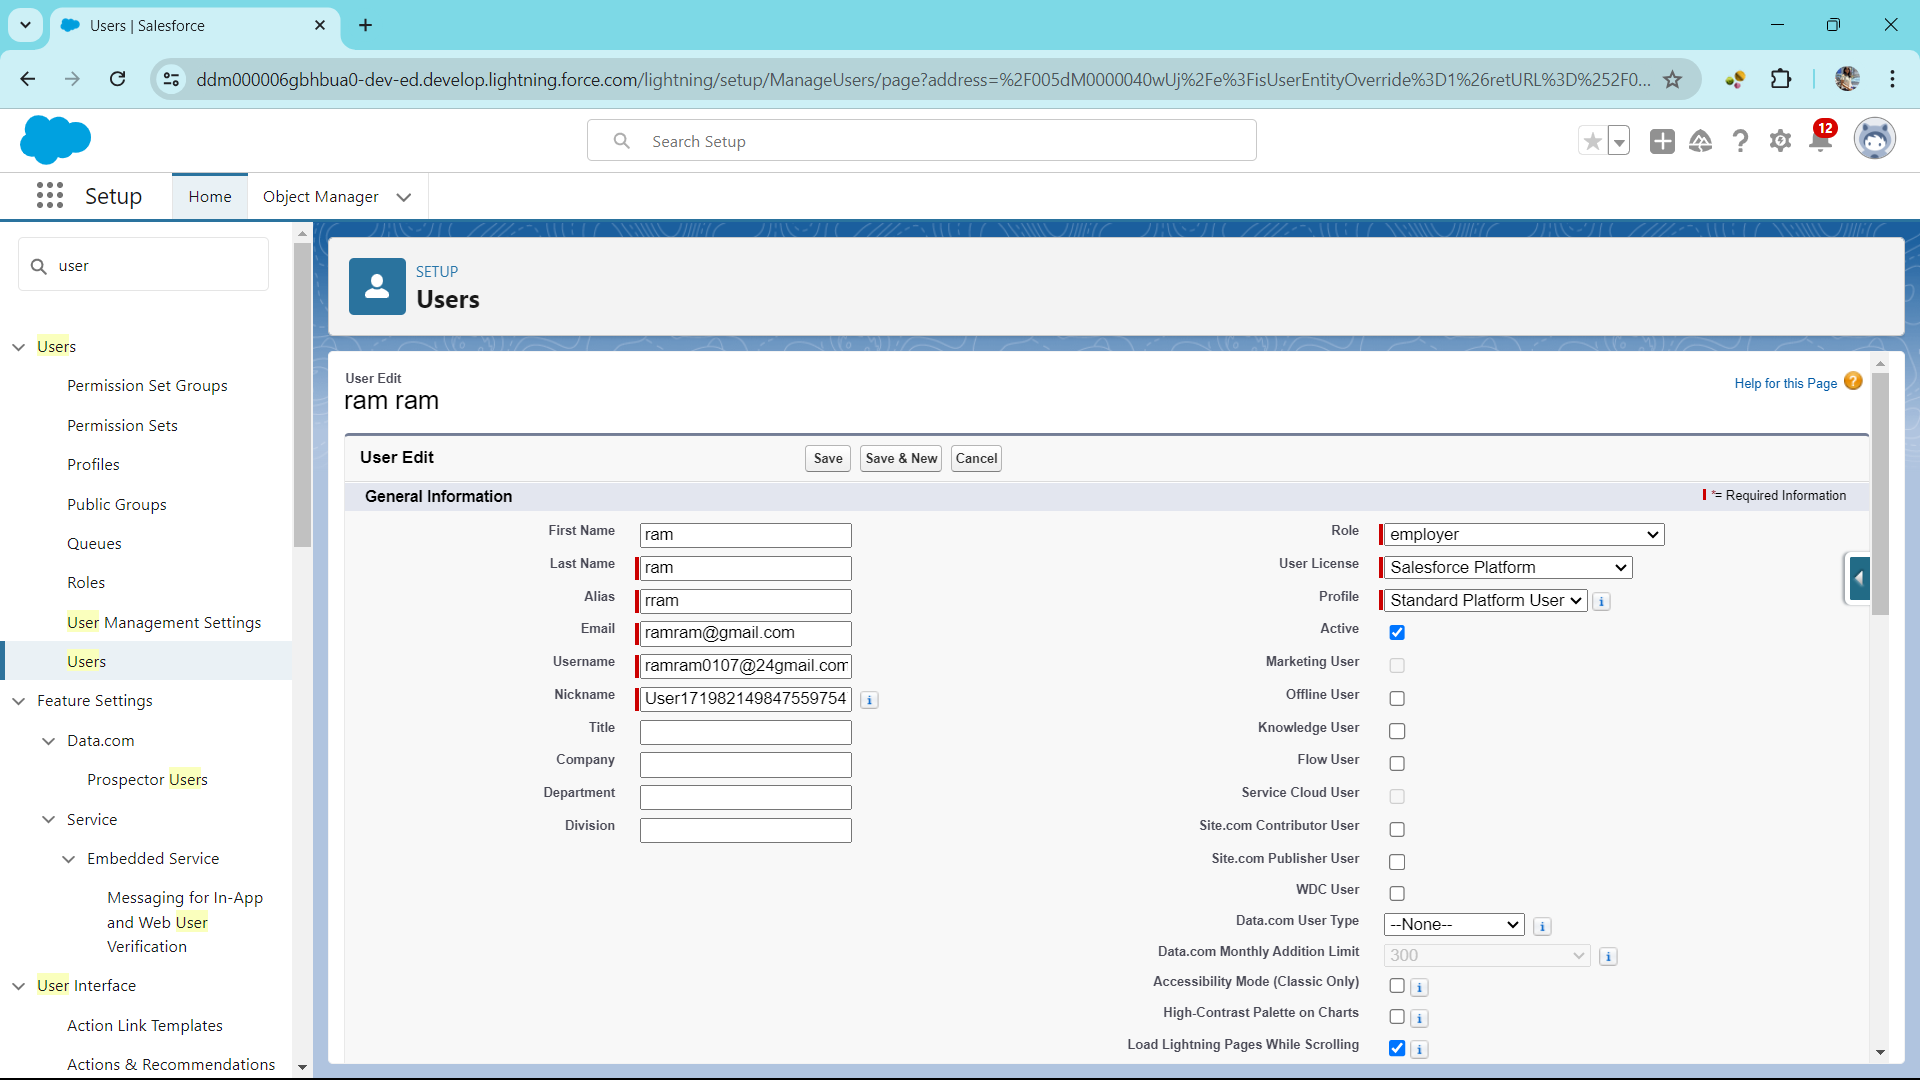 Users | Salesforce
ddm000006gbhbua0-dev-ed.develop.lightning.force.com/lightning/setup/ManageUsers/page?address=%2F005dM0000040wUj%2Fe%3FisUserEntityOverride%3D1%26retURL%3D%252F0...
Search Setup
12
Setup
Home
Object Manager
user
Users
Permission Set Groups
Permission Sets
Profiles
Public Groups
Queues
Roles
User Management Settings
Users
Feature Settings
Data.com
Prospector Users
Service
Embedded Service
Messaging for In-App
and Web User
Verification
User Interface
Action Link Templates
Actions & Recommendations
SETUP
Users
User Edit
ram ram
Help for this Page
User Edit
Save
Save & New
Cancel
General Information
*= Required Information
First Name ram
Last Name ram
Alias rram
Email ramram@gmail.com
Username ramram0107@24gmail.com
Nickname User171982149847559754
Title
Company
Department
Division
Role employer
User License Salesforce Platform
Profile Standard Platform User
Active
Marketing User
Offline User
Knowledge User
Flow User
Service Cloud User
Site.com Contributor User
Site.com Publisher User
WDC User
Data.com User Type --None--
Data.com Monthly Addition Limit 300
Accessibility Mode (Classic Only)
High-Contrast Palette on Charts
Load Lightning Pages While Scrolling